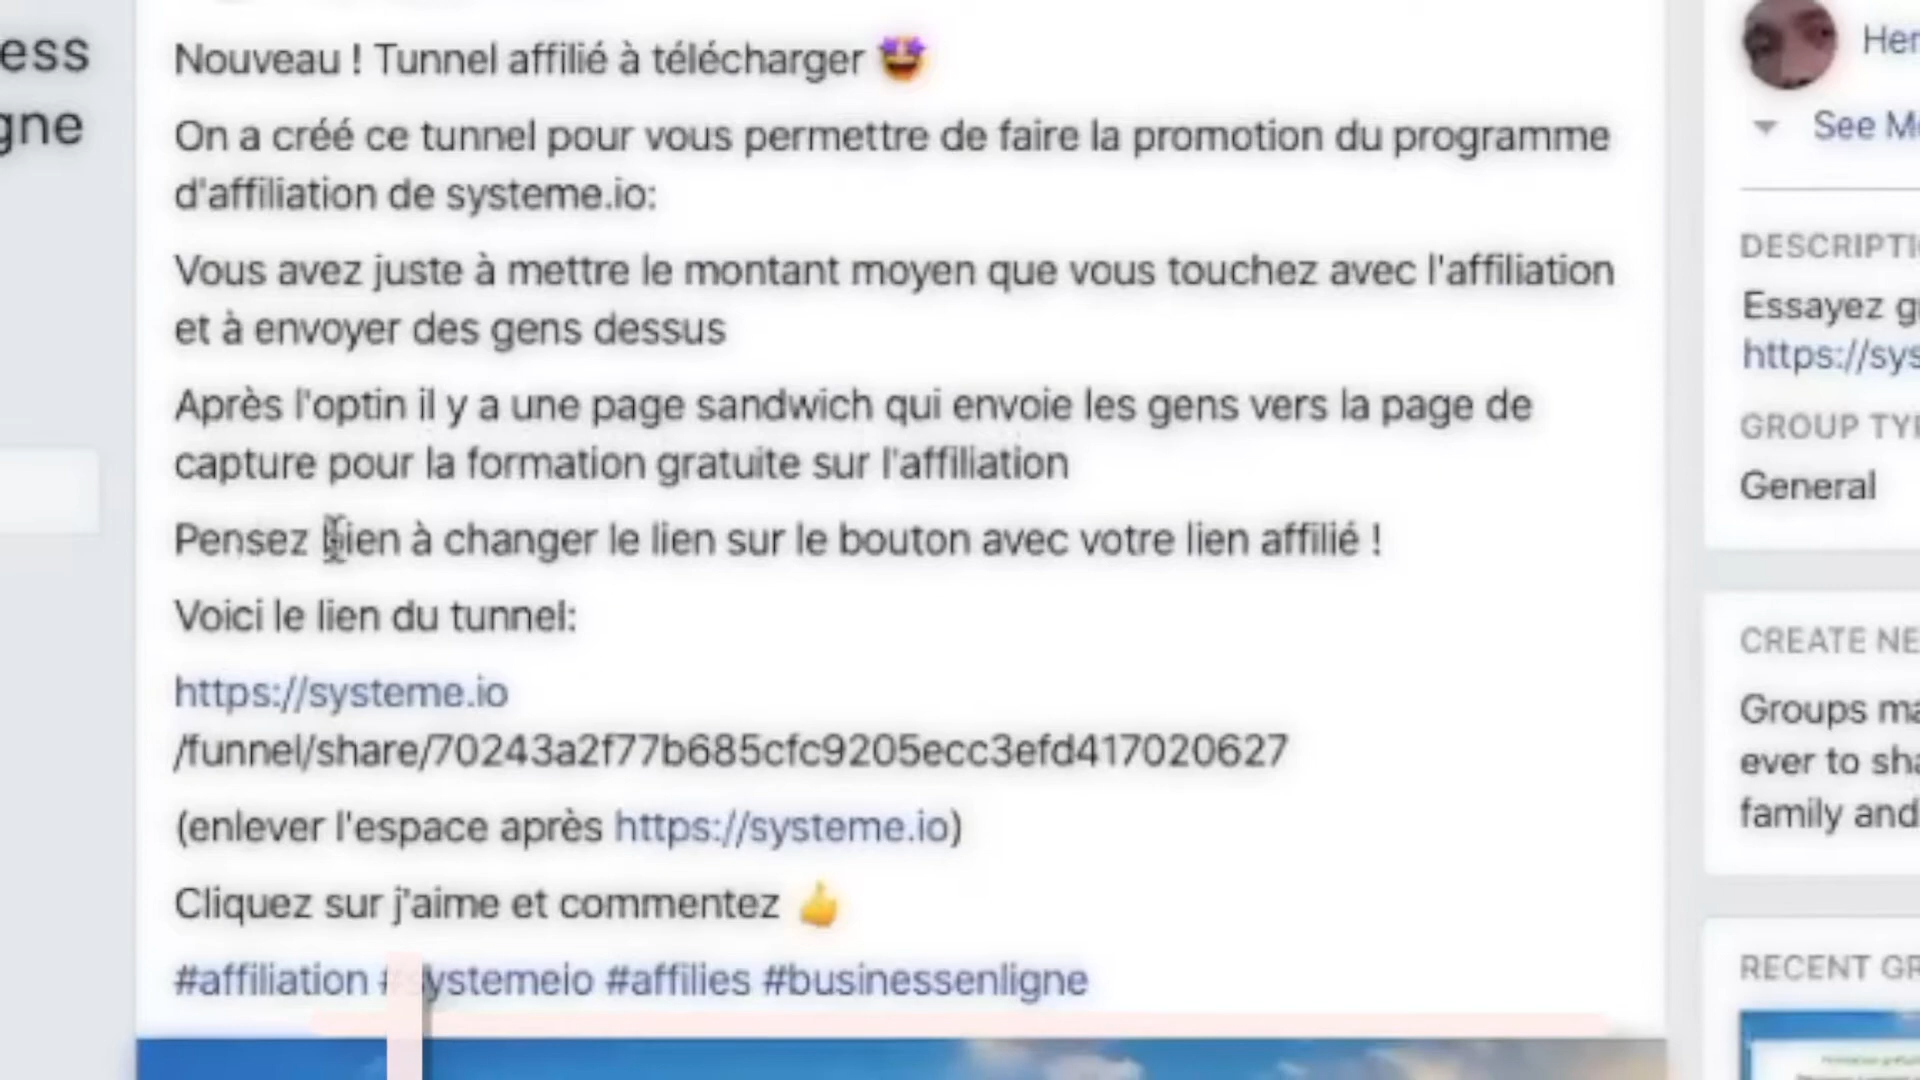 ess
gne
Nouveau ! Tunnel affilié à télécharger 🤩
On a créé ce tunnel pour vous permettre de faire la promotion du programme
d'affiliation de systeme.io:
Vous avez juste à mettre le montant moyen que vous touchez avec l'affiliation
et à envoyer des gens dessus
Après l'optin il y a une page sandwich qui envoie les gens vers la page de
capture pour la formation gratuite sur l'affiliation
Pensez bien à changer le lien sur le bouton avec votre lien affilié !
Voici le lien du tunnel:
https://systeme.io
/funnel/share/70243a2f77b685cfc9205ecc3efd417020627
(enlever l'espace après https://systeme.io)
Cliquez sur j'aime et commentez 👍
#affiliation #systemeio #affilies #businessenligne
Her
See Mo
DESCRIPTI
Essayez g
https://sys
GROUP TYP
General
CREATE NE
Groups ma
ever to sha
family and
RECENT GR